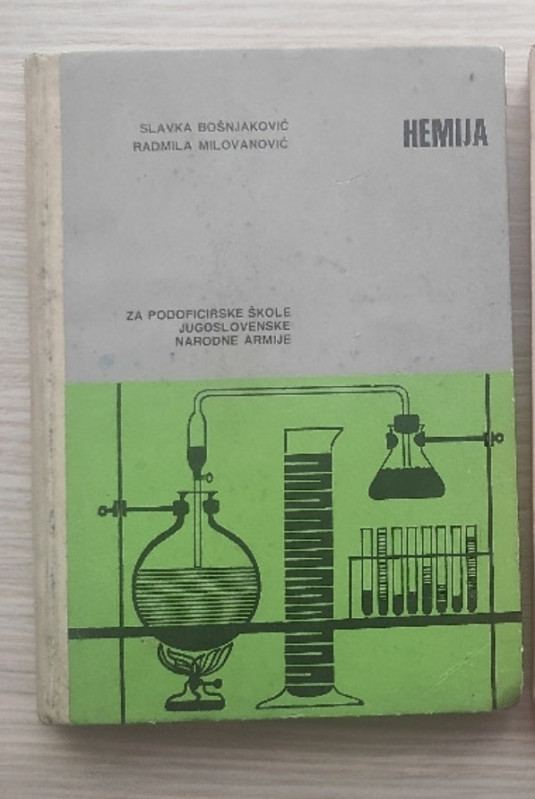 SLAVKA BOŠNJAKOVIĆ
RADMILA MILOVANOVIĆ
HEMIJA
ZA PODOFICIRSKE ŠKOLE
JUGOSLOVENSKE
NARODNE ARMIJE